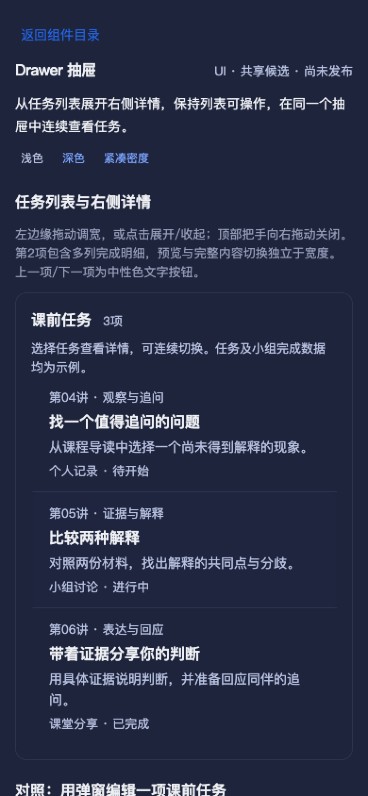 返回组件目录
Drawer 抽屉
UI · 共享候选 · 尚未发布
从任务列表展开右侧详情，保持列表可操作，在同一个抽
屉中连续查看任务。
浅色 深色 紧凑密度
任务列表与右侧详情
左边缘拖动调宽，或点击展开/收起；顶部把手向右拖动关闭。
第2项包含多列完成明细，预览与完整内容切换独立于宽度。
上一项/下一项为中性色文字按钮。
课前任务 3项
选择任务查看详情，可连续切换。任务及小组完成数据
均为示例。
第04讲 · 观察与追问
找一个值得追问的问题
从课程导读中选择一个尚未得到解释的现象。
个人记录 · 待开始
第05讲 · 证据与解释
比较两种解释
对照两份材料，找出解释的共同点与分歧。
小组讨论 · 进行中
第06讲 · 表达与回应
带着证据分享你的判断
用具体证据说明判断，并准备回应同伴的追
问。
课堂分享 · 已完成
对照：用弹窗编辑一项课前任务